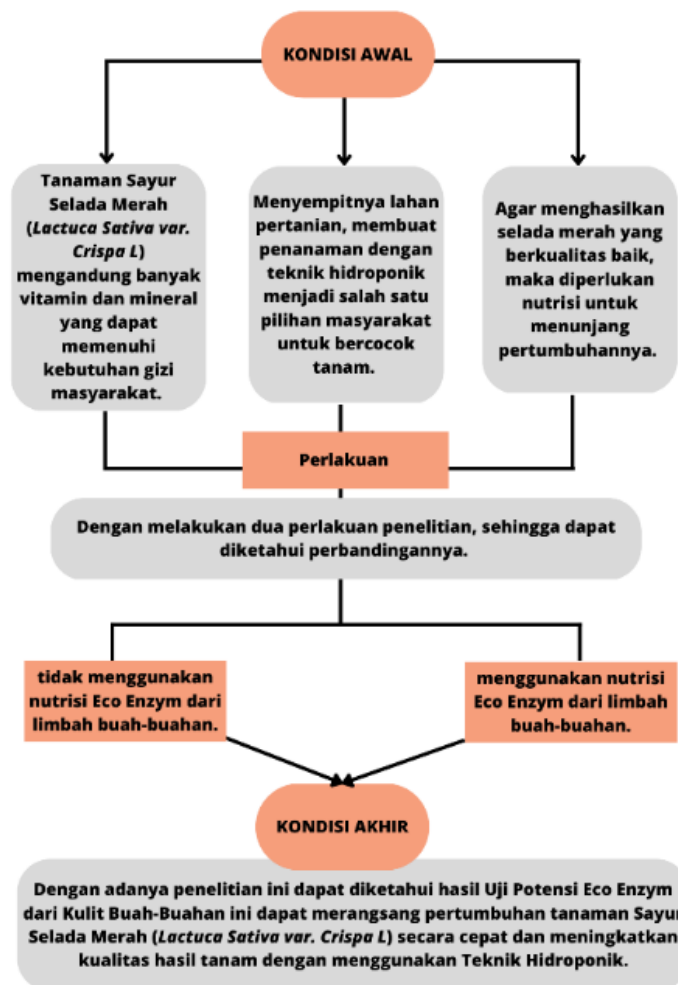 KONDISI AWAL
Tanaman Sayur
Selada Merah
(Lactuca Sativa var.
Crispa L)
mengandung banyak
vitamin dan mineral
yang dapat
memenuhi
kebutuhan gizi
masyarakat.
Menyempitnya lahan
pertanian, membuat
penanaman dengan
teknik hidroponik
menjadi salah satu
pilihan masyarakat
untuk bercocok
tanam.
Agar menghasilkan
selada merah yang
berkualitas baik,
maka diperlukan
nutrisi untuk
menunjang
pertumbuhannya.
Perlakuan
Dengan melakukan dua perlakuan penelitian, sehingga dapat
diketahui perbandingannya.
tidak menggunakan
nutrisi Eco Enzym dari
limbah buah-buahan.
menggunakan nutrisi
Eco Enzym dari limbah
buah-buahan.
KONDISI AKHIR
Dengan adanya penelitian ini dapat diketahui hasil Uji Potensi Eco Enzym
dari Kulit Buah-Buahan ini dapat merangsang pertumbuhan tanaman Sayur
Selada Merah (Lactuca Sativa var. Crispa L) secara cepat dan meningkatkan
kualitas hasil tanam dengan menggunakan Teknik Hidroponik.